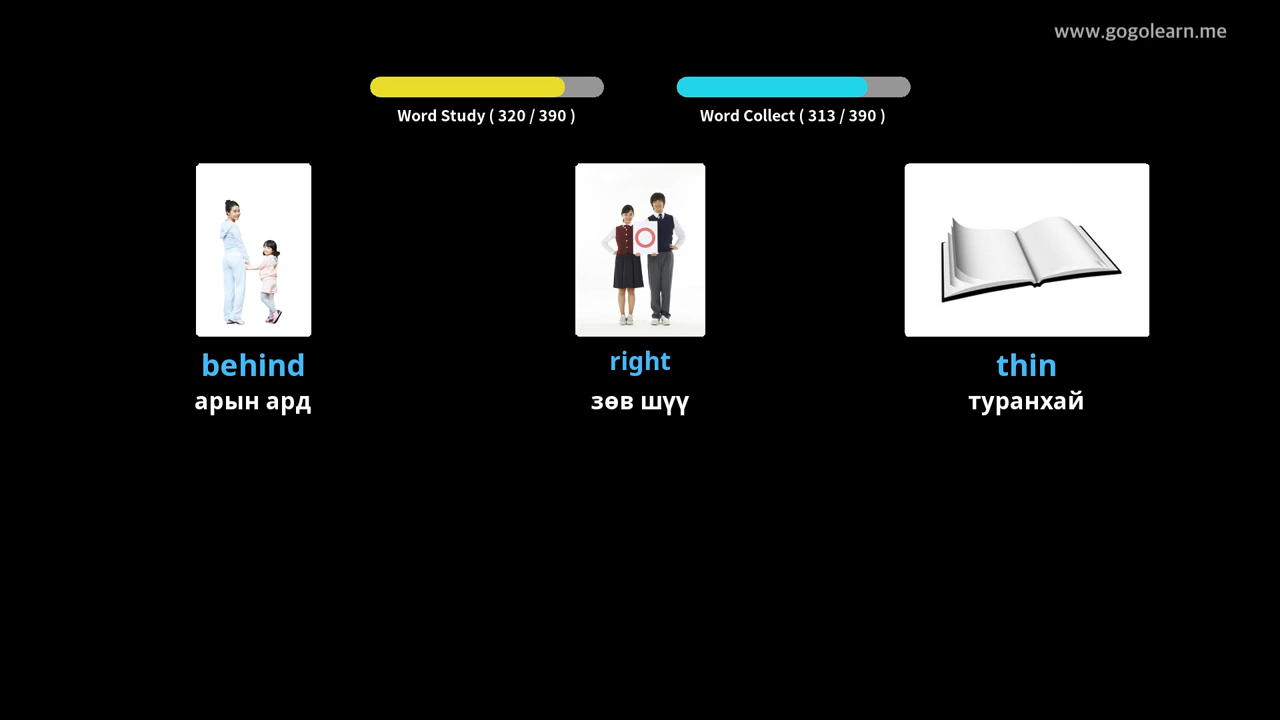 www.gogolearn.me
Word Study ( 320 / 390 )
Word Collect ( 313 / 390 )
behind
арын ард
right
зөв шүү
thin
туранхай